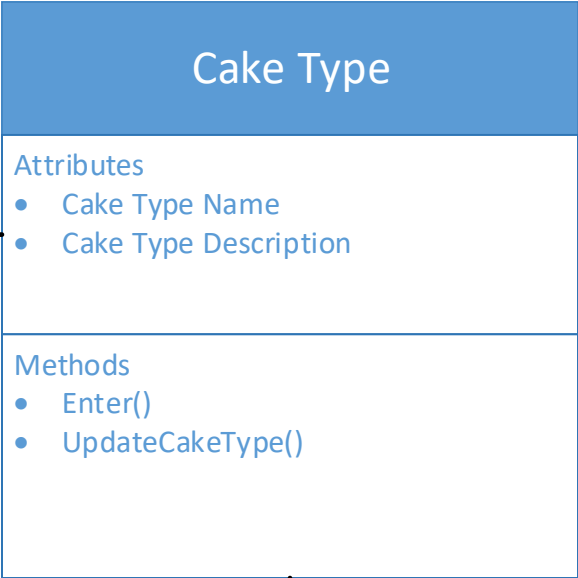 Cake Type
Attributes
• Cake Type Name
• Cake Type Description
Methods
• Enter()
• UpdateCakeType()